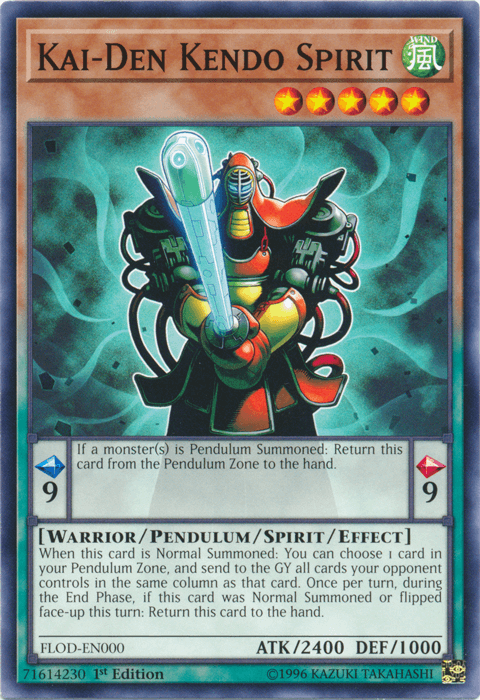 Kai-Den Kendo Spirit
WIND
風
If a monster(s) is Pendulum Summoned: Return this
card from the Pendulum Zone to the hand.
9
9
[Warrior/Pendulum/Spirit/Effect]
When this card is Normal Summoned: You can choose 1 card in
your Pendulum Zone, and send to the GY all cards your opponent
controls in the same column as that card. Once per turn, during
the End Phase, if this card was Normal Summoned or flipped
face-up this turn: Return this card to the hand.
FLOD-EN000
ATK/2400 DEF/1000
71614230 1st Edition
©1996 KAZUKI TAKAHASHI